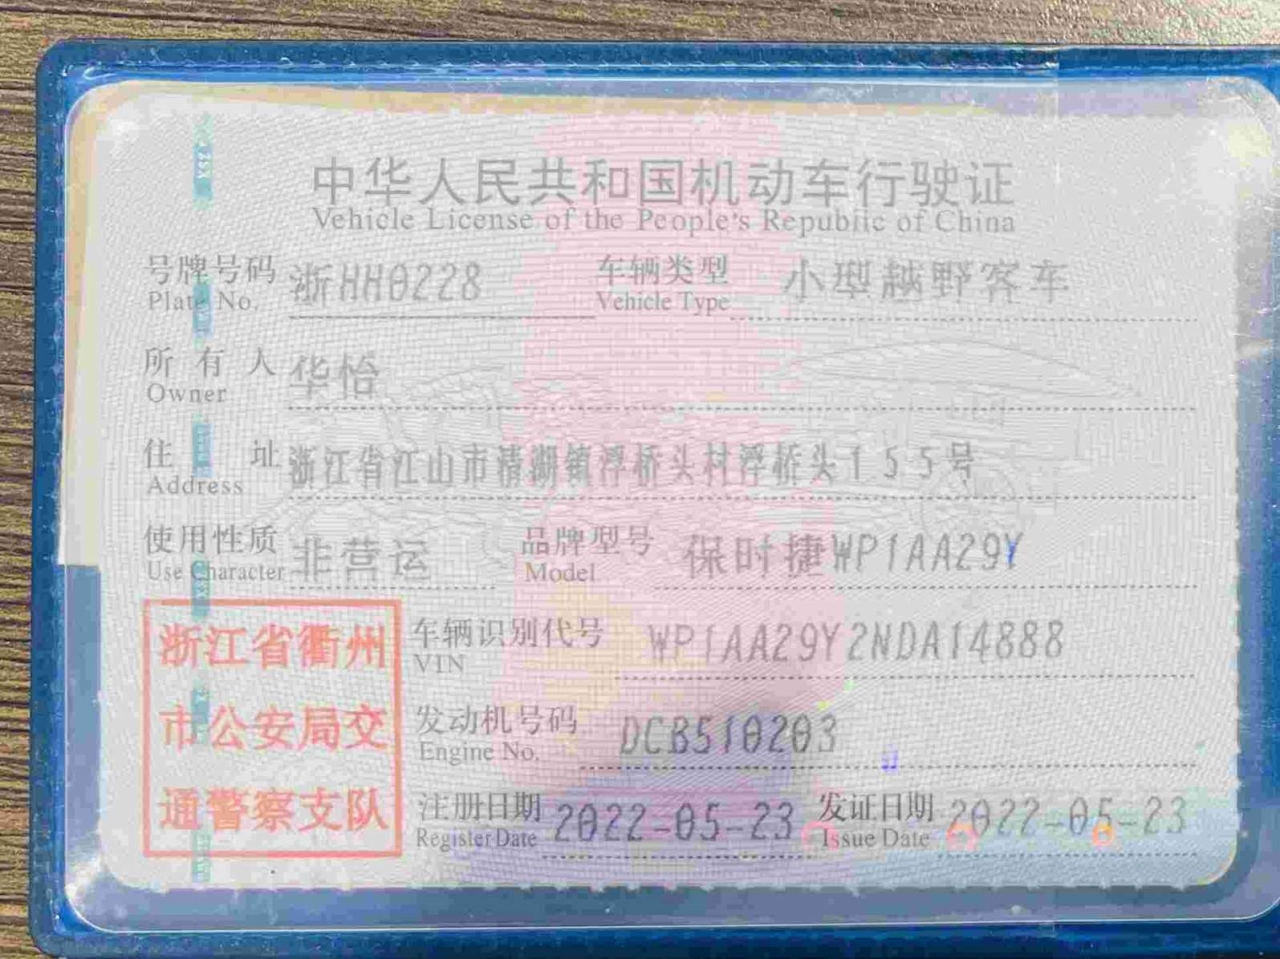 中华人民共和国机动车行驶证
Vehicle License of the People's Republic of China
号牌号码 浙HH0228 车辆类型 小型越野客车
Plate No. Vehicle Type
所有人 华怡
Owner
住址 浙江省江山市清湖镇浮桥头村浮桥头155号
Address
使用性质 非营运 品牌型号 保时捷WP1AA29Y
Use Character Model
浙江省衢州
市公安局交
通警察支队
车辆识别代号 WP1AA29Y2NDA14888
VIN
发动机号码 DCB510203
Engine No.
注册日期 2022-05-23 发证日期 2022-05-23
Register Date Issue Date